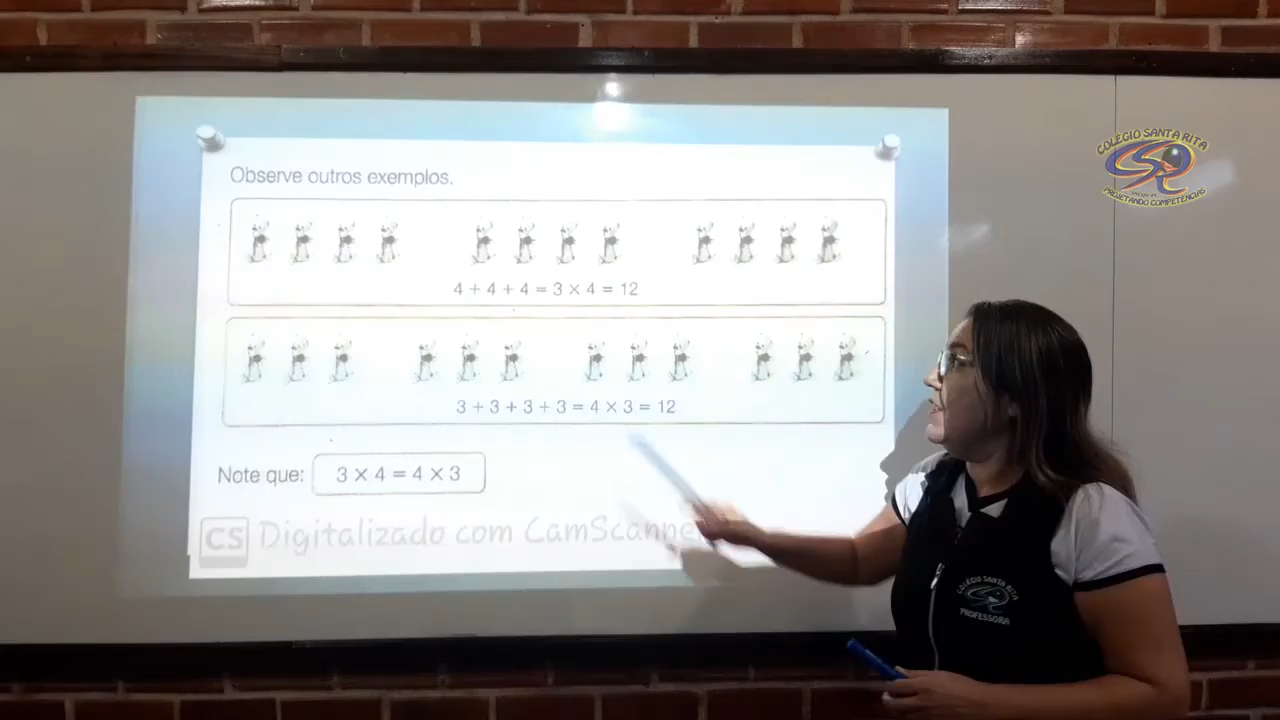 Observe outros exemplos.
4 + 4 + 4 = 3 × 4 = 12
3 + 3 + 3 + 3 = 4 × 3 = 12
Note que: 3 × 4 = 4 × 3
CS Digitalizado com CamScanne
COLÉGIO SANTA RITA
PROJETANDO COMPETÊNCIAS
COLÉGIO SANTA RITA
PROFESSORA